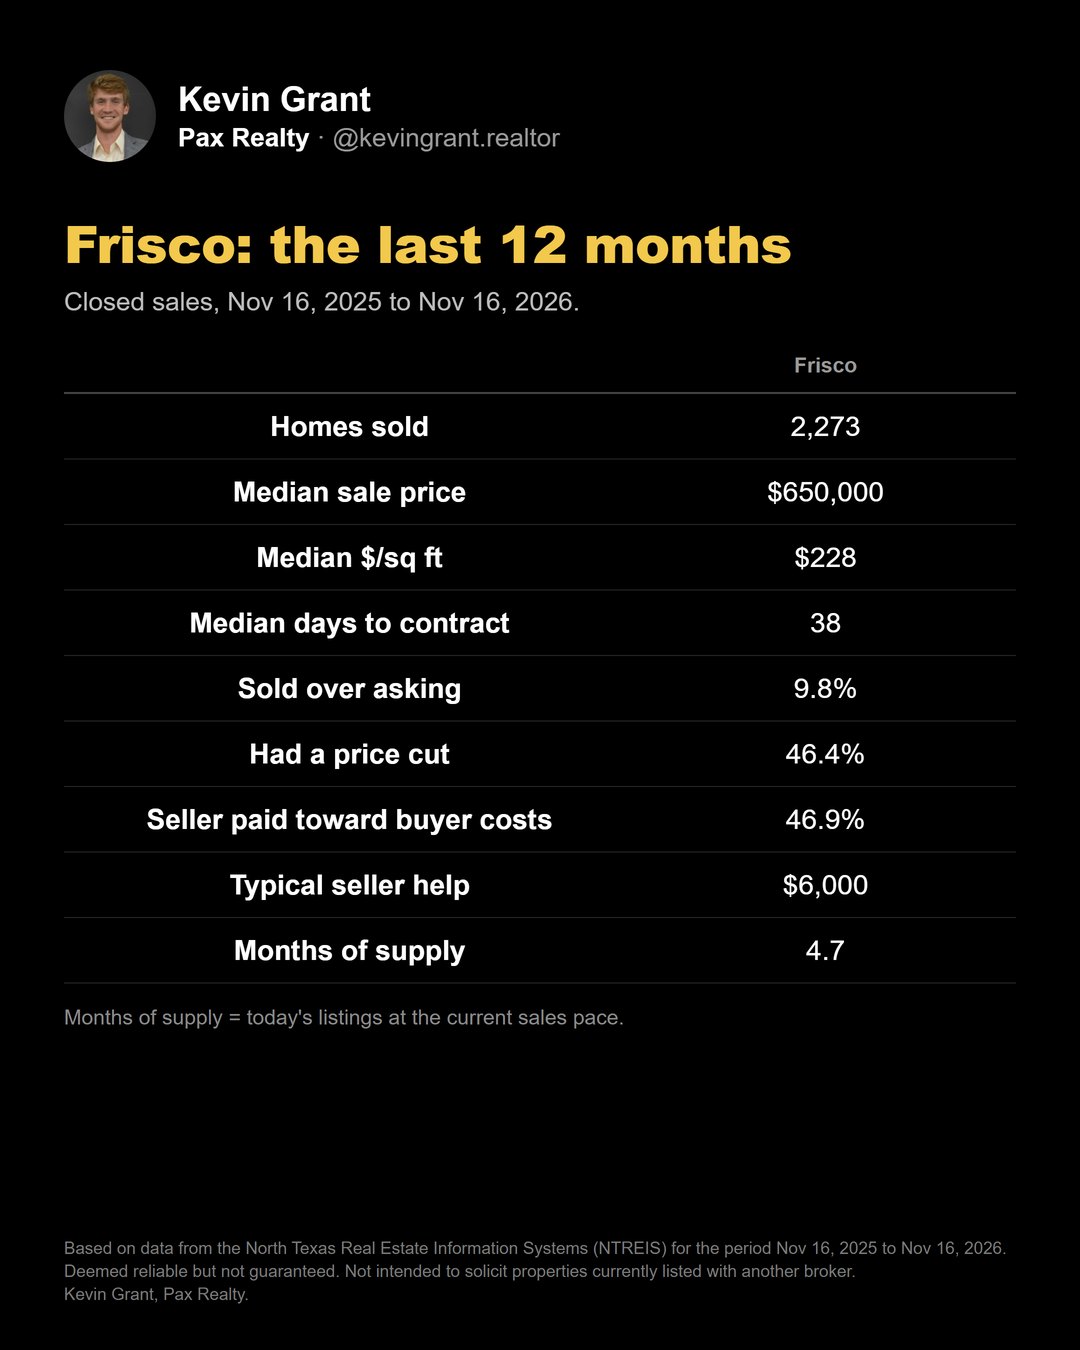 Kevin Grant
Pax Realty · @kevingrant.realtor
Frisco: the last 12 months
Closed sales, Nov 16, 2025 to Nov 16, 2026.
Frisco
Homes sold 2,273
Median sale price $650,000
Median $/sq ft $228
Median days to contract 38
Sold over asking 9.8%
Had a price cut 46.4%
Seller paid toward buyer costs 46.9%
Typical seller help $6,000
Months of supply 4.7
Months of supply = today's listings at the current sales pace.
Based on data from the North Texas Real Estate Information Systems (NTREIS) for the period Nov 16, 2025 to Nov 16, 2026.
Deemed reliable but not guaranteed. Not intended to solicit properties currently listed with another broker.
Kevin Grant, Pax Realty.